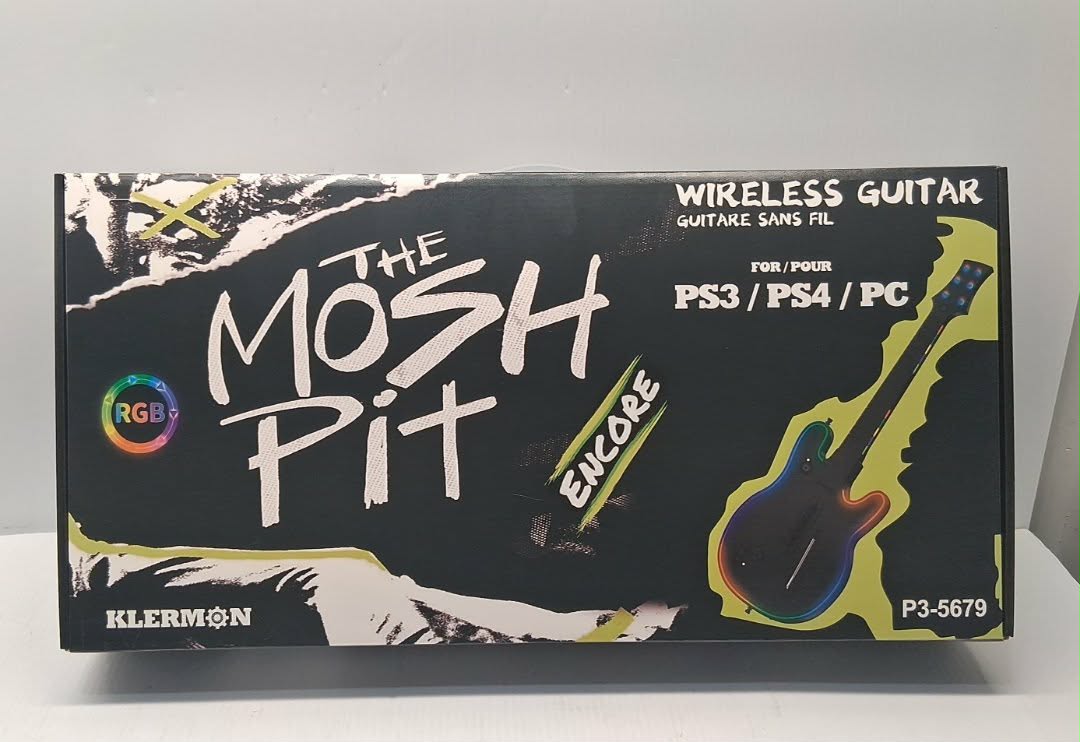 WIRELESS GUITAR
GUITARE SANS FIL
FOR / POUR
PS3 / PS4 / PC
THE
MOSH
PiT
ENCORE
RGB
KLERMON
P3-5679